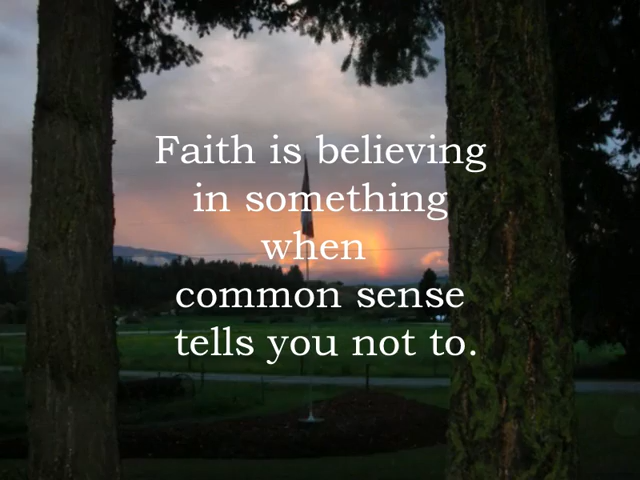 Faith is believing
in something
when
common sense
tells you not to.